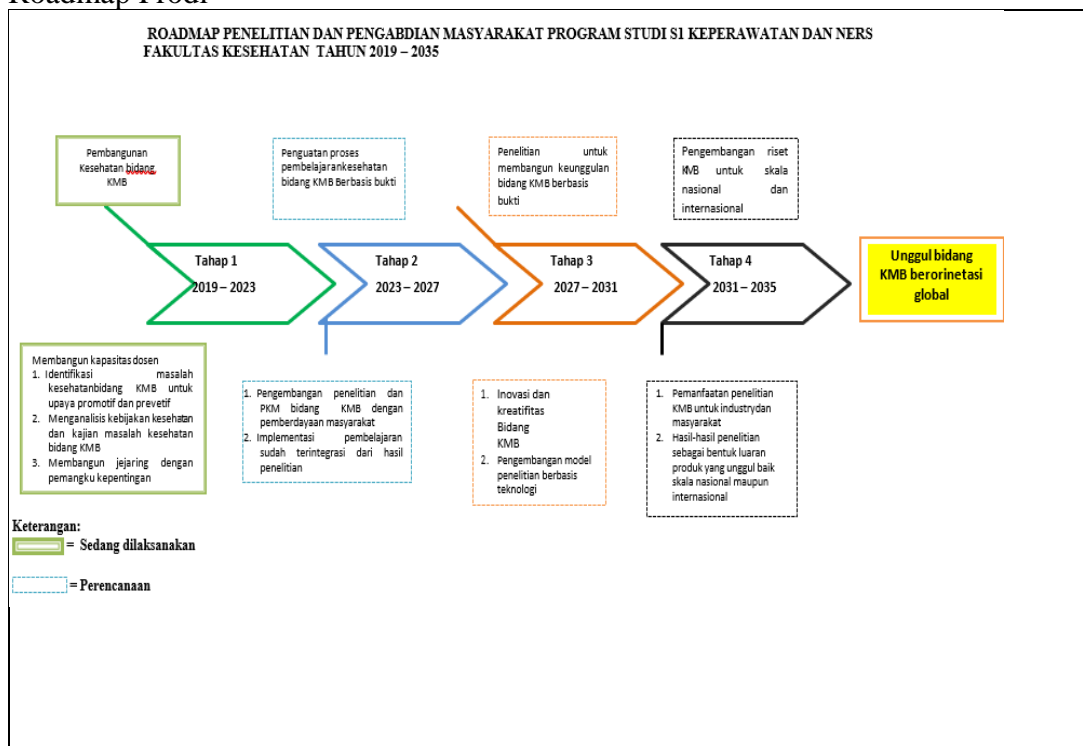 Roadmap Prodi
ROADMAP PENELITIAN DAN PENGABDIAN MASYARAKAT PROGRAM STUDI S1 KEPERAWATAN DAN NERS
FAKULTAS KESEHATAN TAHUN 2019 – 2035
Pembangunan
Kesehatan bidang
KMB
Penguatan proses
pembelajarankesehatan
bidang KMB Berbasis bukti
Penelitian untuk
membangun keunggulan
bidang KMB berbasis
bukti
Pengembangan riset
KMB untuk skala
nasional dan
internasional
Tahap 1
2019 – 2023
Tahap 2
2023 – 2027
Tahap 3
2027 – 2031
Tahap 4
2031 – 2035
Unggul bidang
KMB berorinetasi
global
Membangun kapasitas dosen
1. Identifikasi masalah
kesehatanbidang KMB untuk
upaya promotif dan prevetif
2. Menganalisis kebijakan kesehatan
dan kajian masalah kesehatan
bidang KMB
3. Membangun jejaring dengan
pemangku kepentingan
1. Pengembangan penelitian dan
PKM bidang KMB dengan
pemberdayaan masyarakat
2. Implementasi pembelajaran
sudah terintegrasi dari hasil
penelitian
1. Inovasi dan
kreatifitas
Bidang
KMB
2. Pengembangan model
penelitian berbasis
teknologi
1. Pemanfaatan penelitian
KMB untuk industrydan
masyarakat
2. Hasil-hasil penelitian
sebagai bentuk luaran
produk yang unggul baik
skala nasional maupun
internasional
Keterangan:
= Sedang dilaksanakan
= Perencanaan